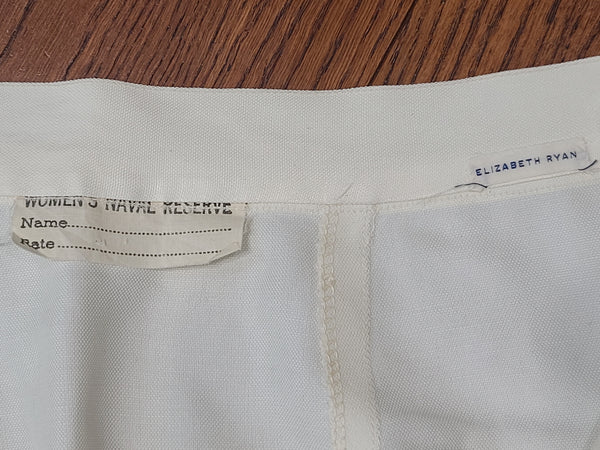 WOMEN'S NAVAL RESERVE
Name
Rate
ELIZABETH RYAN